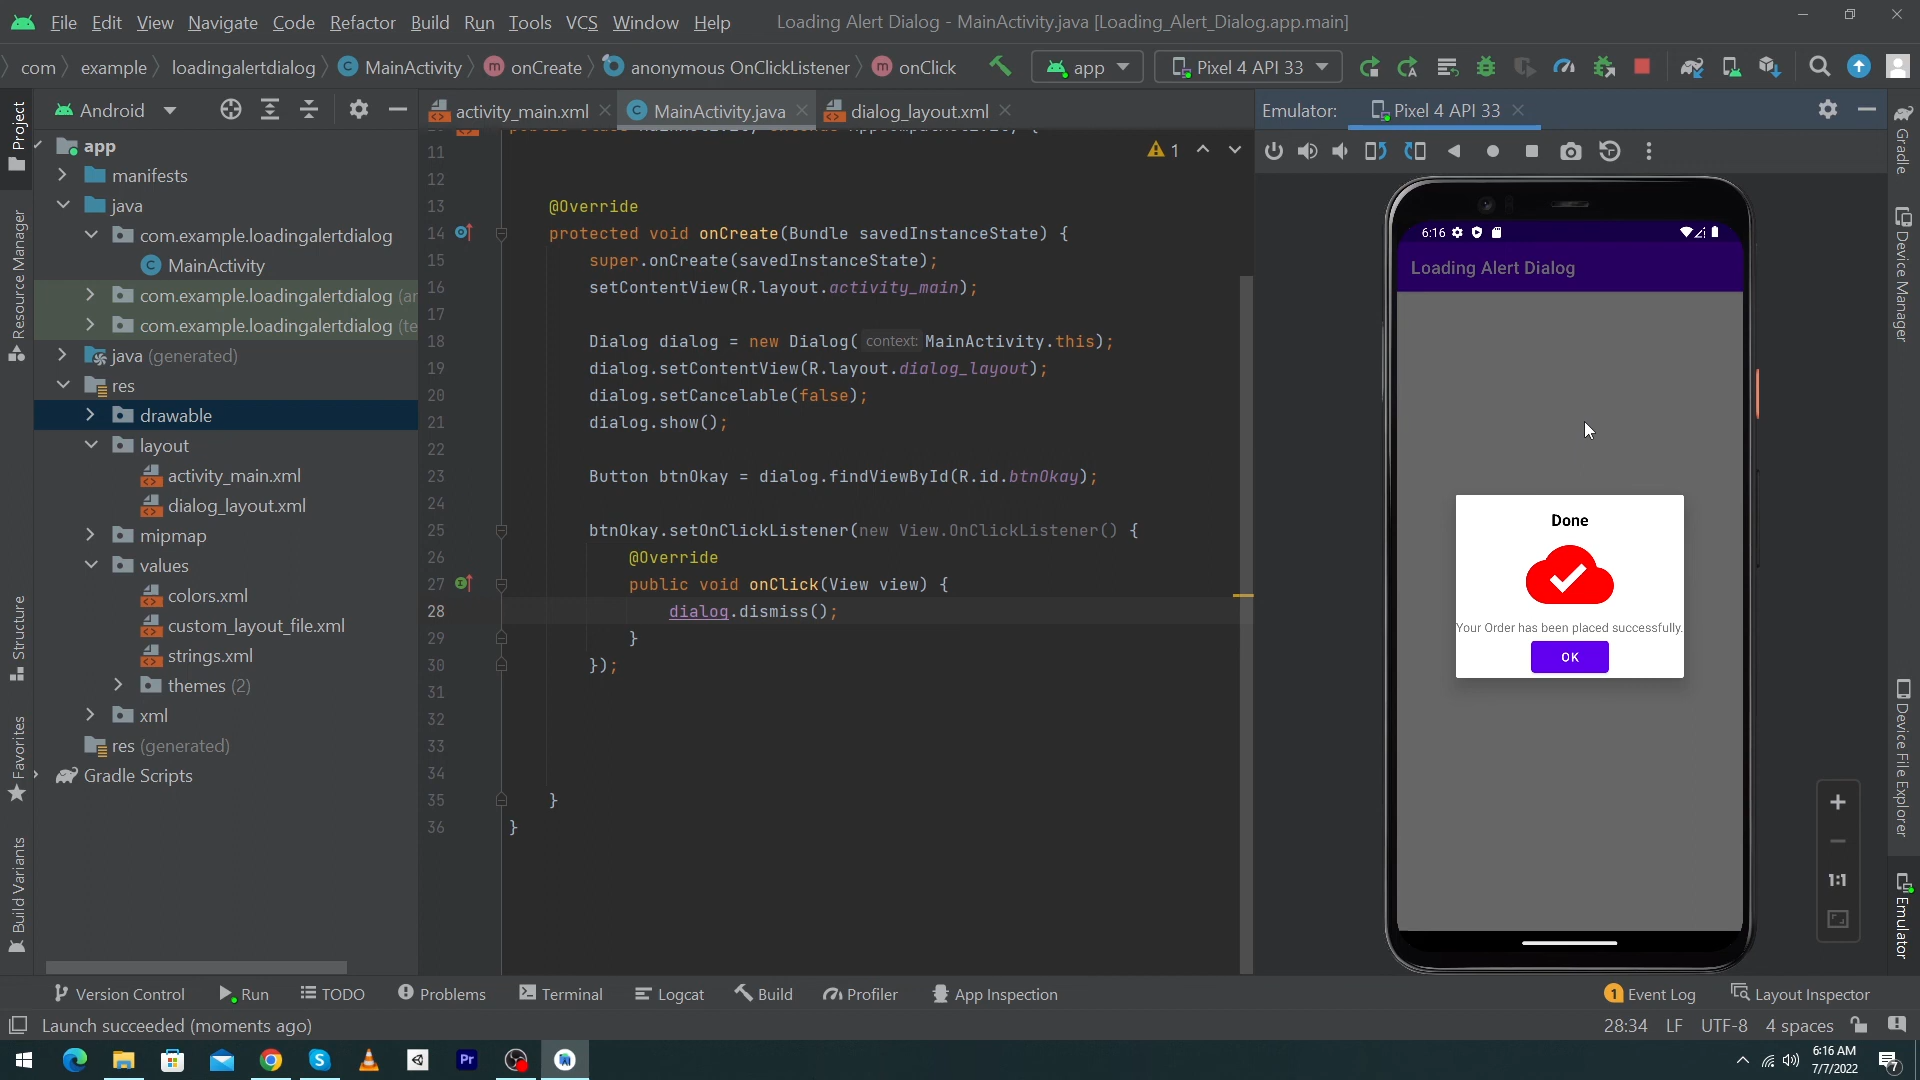 File Edit View Navigate Code Refactor Build Run Tools VCS Window Help Loading Alert Dialog - MainActivity.java [Loading_Alert_Dialog.app.main]
com example loadingalertdialog MainActivity onCreate anonymous OnClickListener onClick app Pixel 4 API 33
Android activity_main.xml MainActivity.java dialog_layout.xml Emulator: Pixel 4 API 33
Project
Resource Manager
Structure
Favorites
Build Variants
app
manifests
java
com.example.loadingalertdialog
MainActivity
com.example.loadingalertdialog (ar
com.example.loadingalertdialog (te
java (generated)
res
drawable
layout
activity_main.xml
dialog_layout.xml
mipmap
values
colors.xml
custom_layout_file.xml
strings.xml
themes (2)
xml
res (generated)
Gradle Scripts
1
11
12
13 @Override
14 protected void onCreate(Bundle savedInstanceState) {
15 super.onCreate(savedInstanceState);
16 setContentView(R.layout.activity_main);
17
18 Dialog dialog = new Dialog( context: MainActivity.this);
19 dialog.setContentView(R.layout.dialog_layout);
20 dialog.setCancelable(false);
21 dialog.show();
22
23 Button btnOkay = dialog.findViewById(R.id.btnOkay);
24
25 btnOkay.setOnClickListener(new View.OnClickListener() {
26 @Override
27 public void onClick(View view) {
28 dialog.dismiss();
29 }
30 });
31
32
33
34
35 }
36 }
6:16
Loading Alert Dialog
Done
Your Order has been placed successfully.
OK
1:1
Gradle
Device Manager
Device File Explorer
Emulator
Version Control Run TODO Problems Terminal Logcat Build Profiler App Inspection 1 Event Log Layout Inspector
Launch succeeded (moments ago) 28:34 LF UTF-8 4 spaces
Pr
6:16 AM
7/7/2022
7